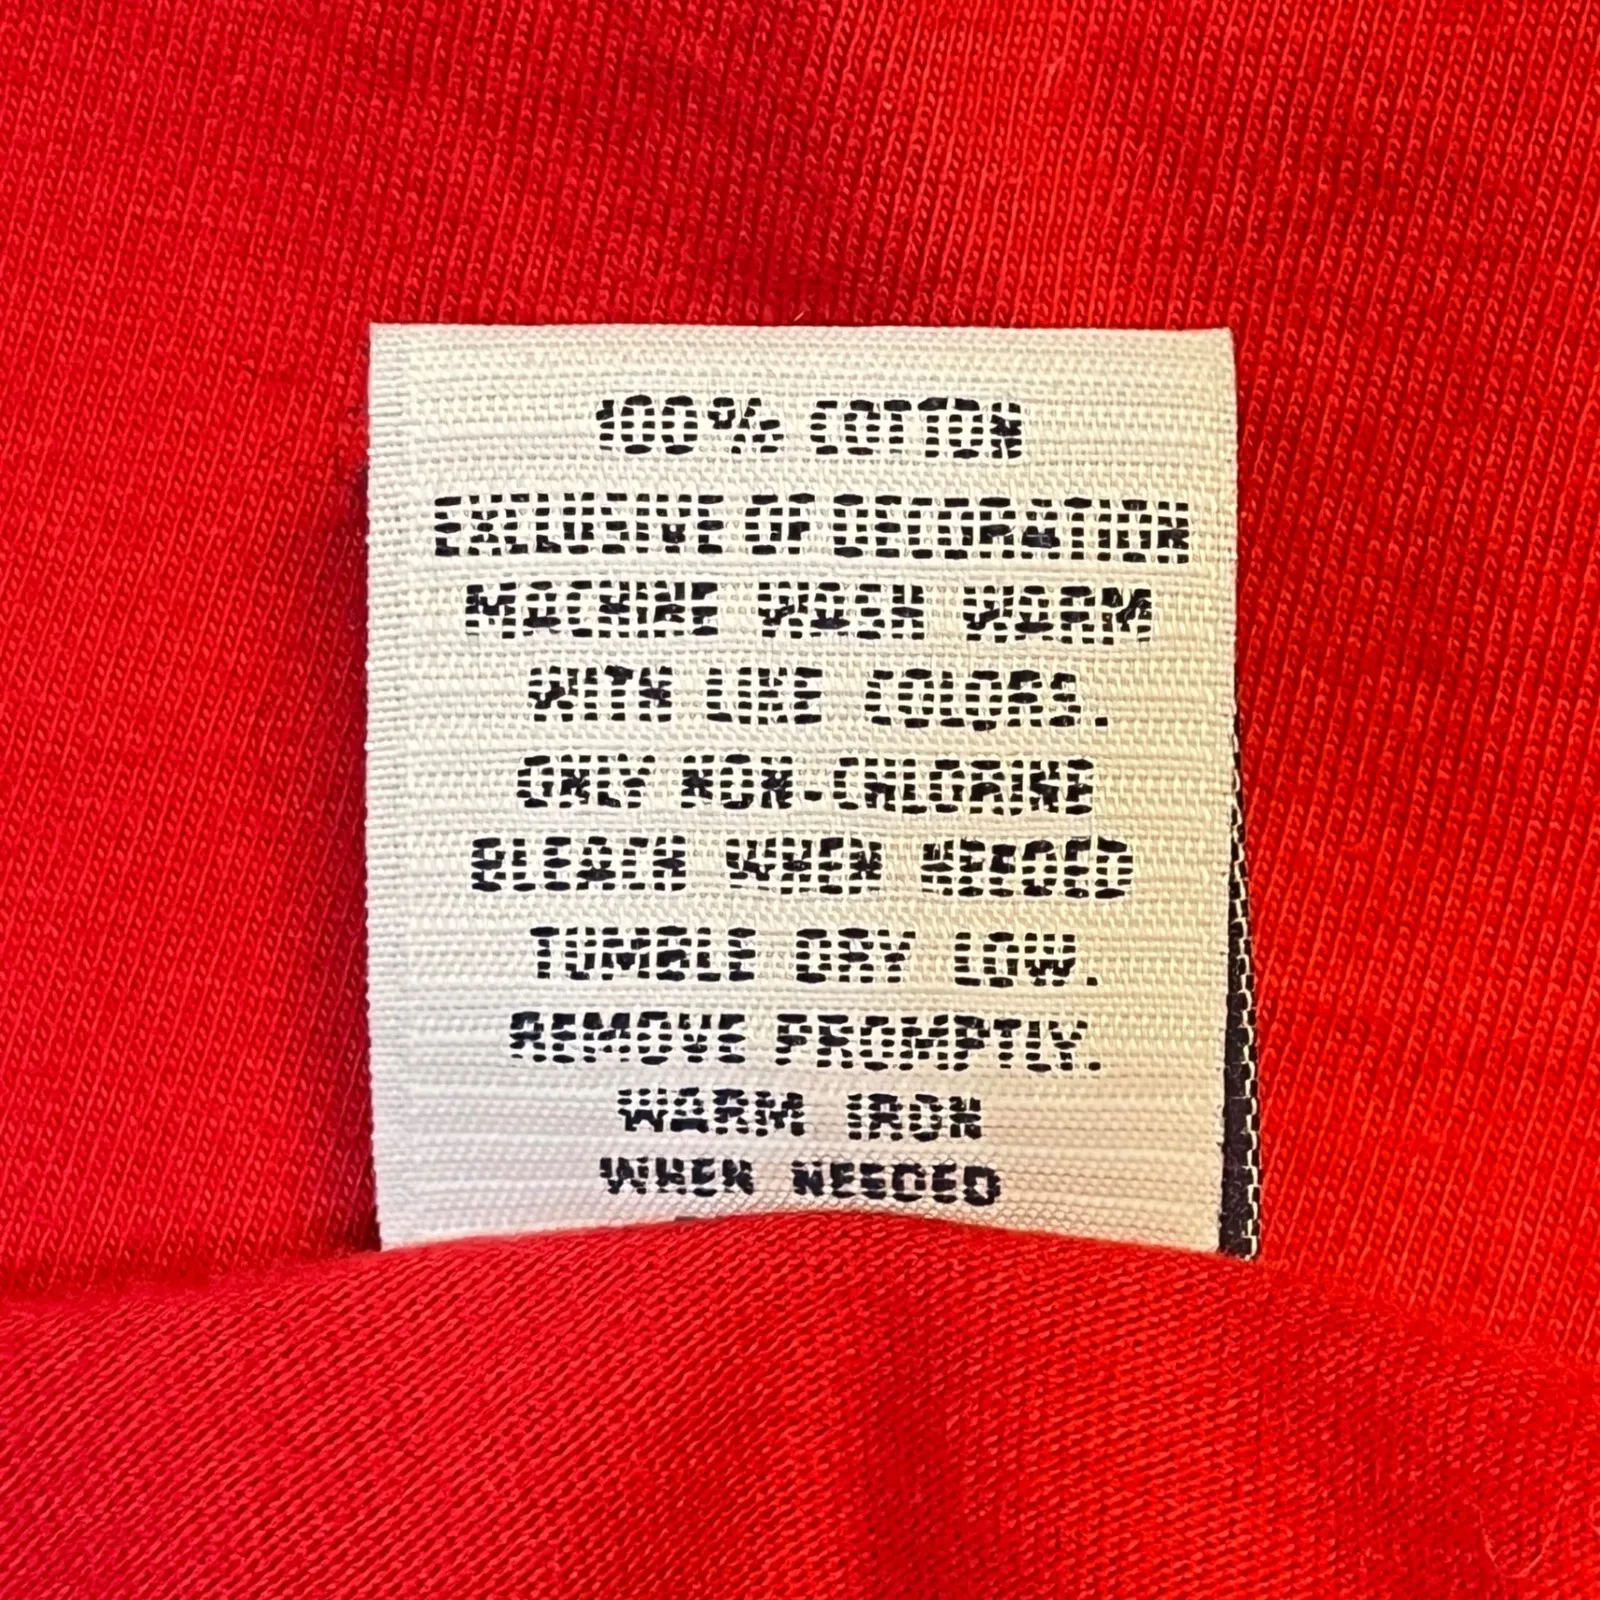 100% COTTON
EXCLUSIVE OF DECORATION
MACHINE WASH WARM
WITH LIKE COLORS.
ONLY NON-CHLORINE
BLEACH WHEN NEEDED
TUMBLE DRY LOW.
REMOVE PROMPTLY.
WARM IRON
WHEN NEEDED